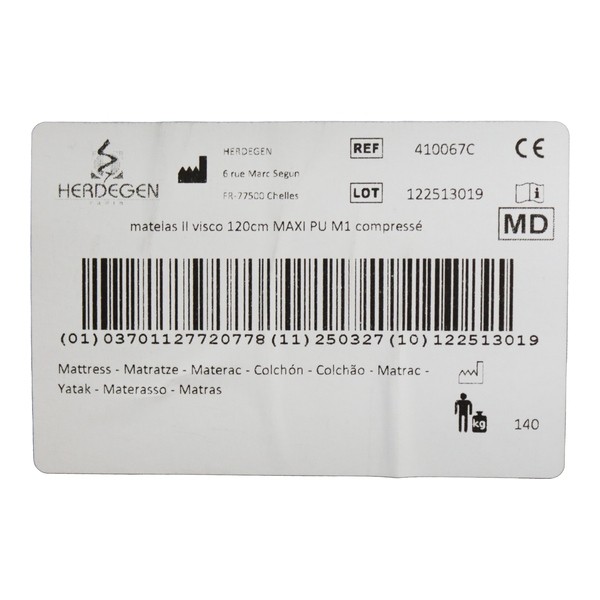 HERDEGEN
HERDEGEN
6 rue Marc Segun
FR-77500 Chelles
REF 410067C
CE
LOT 122513019
i
MD
matelas II visco 120cm MAXI PU M1 compressé
(01)03701127720778(11)250327(10)122513019
Mattress - Matratze - Materac - Colchón - Colchão - Matrac -
Yatak - Materasso - Matras
kg 140